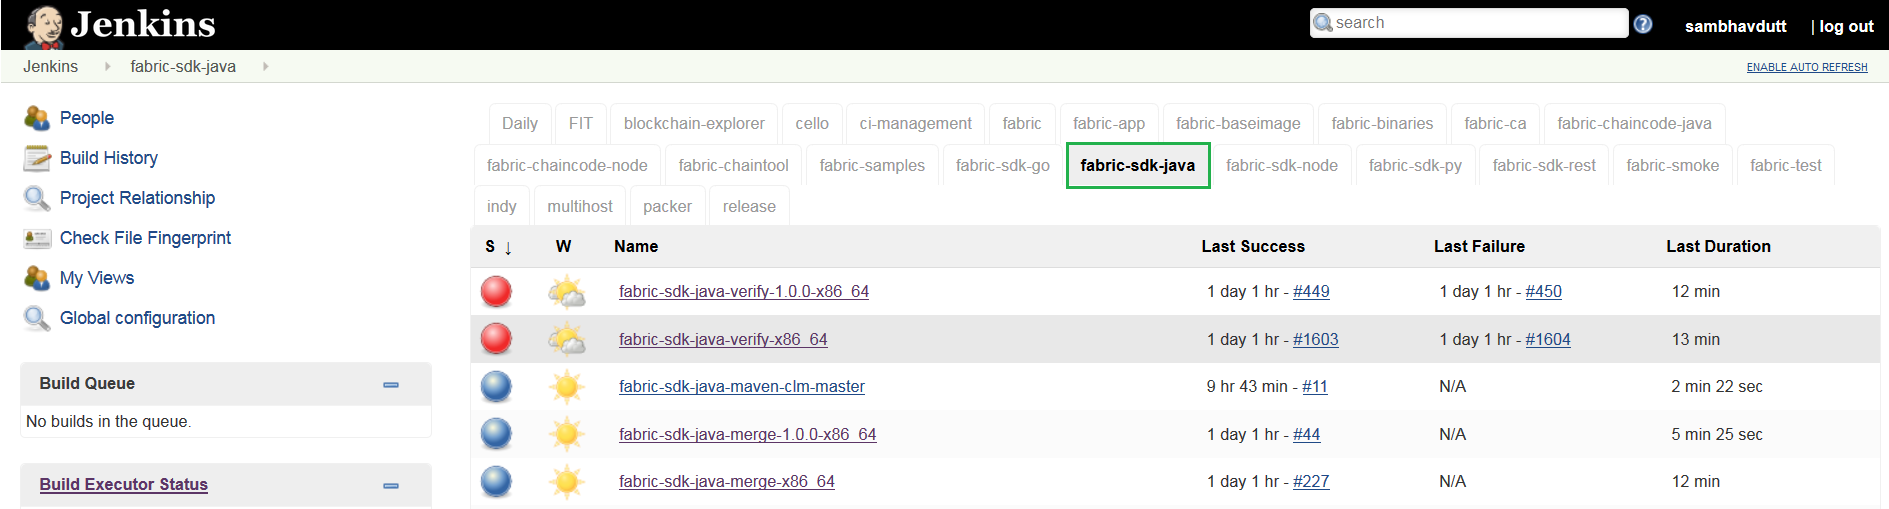 Jenkins
search
sambhavdutt | log out
Jenkins fabric-sdk-java
ENABLE AUTO REFRESH
People
Build History
Project Relationship
Check File Fingerprint
My Views
Global configuration
Build Queue
No builds in the queue.
Build Executor Status
Daily FIT blockchain-explorer cello ci-management fabric fabric-app fabric-baseimage fabric-binaries fabric-ca fabric-chaincode-java
fabric-chaincode-node fabric-chaintool fabric-samples fabric-sdk-go fabric-sdk-java fabric-sdk-node fabric-sdk-py fabric-sdk-rest fabric-smoke fabric-test
indy multihost packer release
S ↓ W Name Last Success Last Failure Last Duration
fabric-sdk-java-verify-1.0.0-x86_64 1 day 1 hr - #449 1 day 1 hr - #450 12 min
fabric-sdk-java-verify-x86_64 1 day 1 hr - #1603 1 day 1 hr - #1604 13 min
fabric-sdk-java-maven-clm-master 9 hr 43 min - #11 N/A 2 min 22 sec
fabric-sdk-java-merge-1.0.0-x86_64 1 day 1 hr - #44 N/A 5 min 25 sec
fabric-sdk-java-merge-x86_64 1 day 1 hr - #227 N/A 12 min